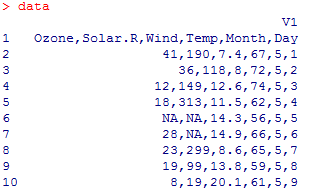 > data
V1
1 Ozone,Solar.R,Wind,Temp,Month,Day
2 41,190,7.4,67,5,1
3 36,118,8,72,5,2
4 12,149,12.6,74,5,3
5 18,313,11.5,62,5,4
6 NA,NA,14.3,56,5,5
7 28,NA,14.9,66,5,6
8 23,299,8.6,65,5,7
9 19,99,13.8,59,5,8
10 8,19,20.1,61,5,9